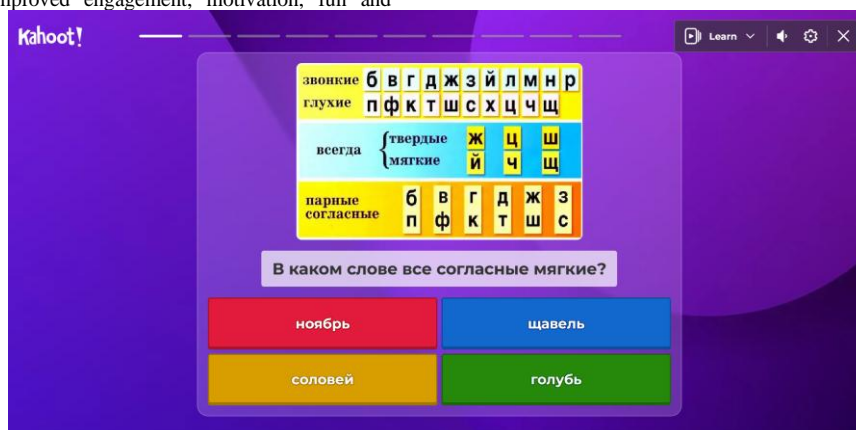 improved engagement, motivation, fun and
Kahoot!
Learn
звонкие б в г д ж з й л м н р
глухие п ф к т ш с х ц ч щ
всегда
твердые ж ц ш
мягкие й ч щ
парные согласные
б в г д ж з
п ф к т ш с
В каком слове все согласные мягкие?
ноябрь
щавель
соловей
голубь